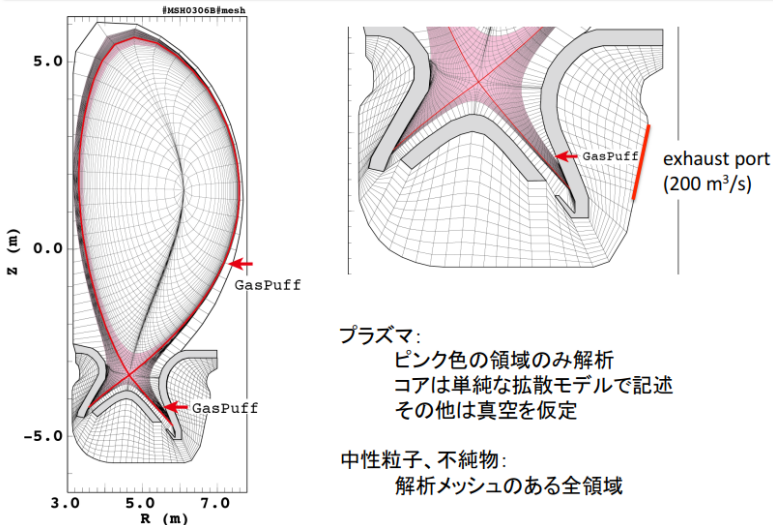 #MSH0306B#mesh
5.0
0.0
-5.0
Z (m)
3.0 5.0 7.0
R (m)
GasPuff
GasPuff
GasPuff
exhaust port
(200 m³/s)
プラズマ:
ピンク色の領域のみ解析
コアは単純な拡散モデルで記述
その他は真空を仮定
中性粒子、不純物:
解析メッシュのある全領域